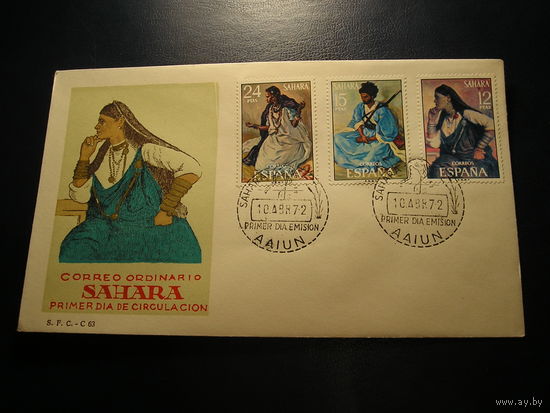 24
PTAS
SAHARA
CORREOS
ESPAÑA
15
PTAS
SAHARA
CORREOS
ESPAÑA
SAHARA
12
PTAS
CORREOS
ESPAÑA
10 ABR.72
PRIMER DIA EMISION
AAIUN
10 ABR.72
PRIMER DIA EMISION
AAIUN
CORREO ORDINARIO
SAHARA
PRIMER DIA DE CIRCULACION
S. F. C. - C 63
www.ay.by